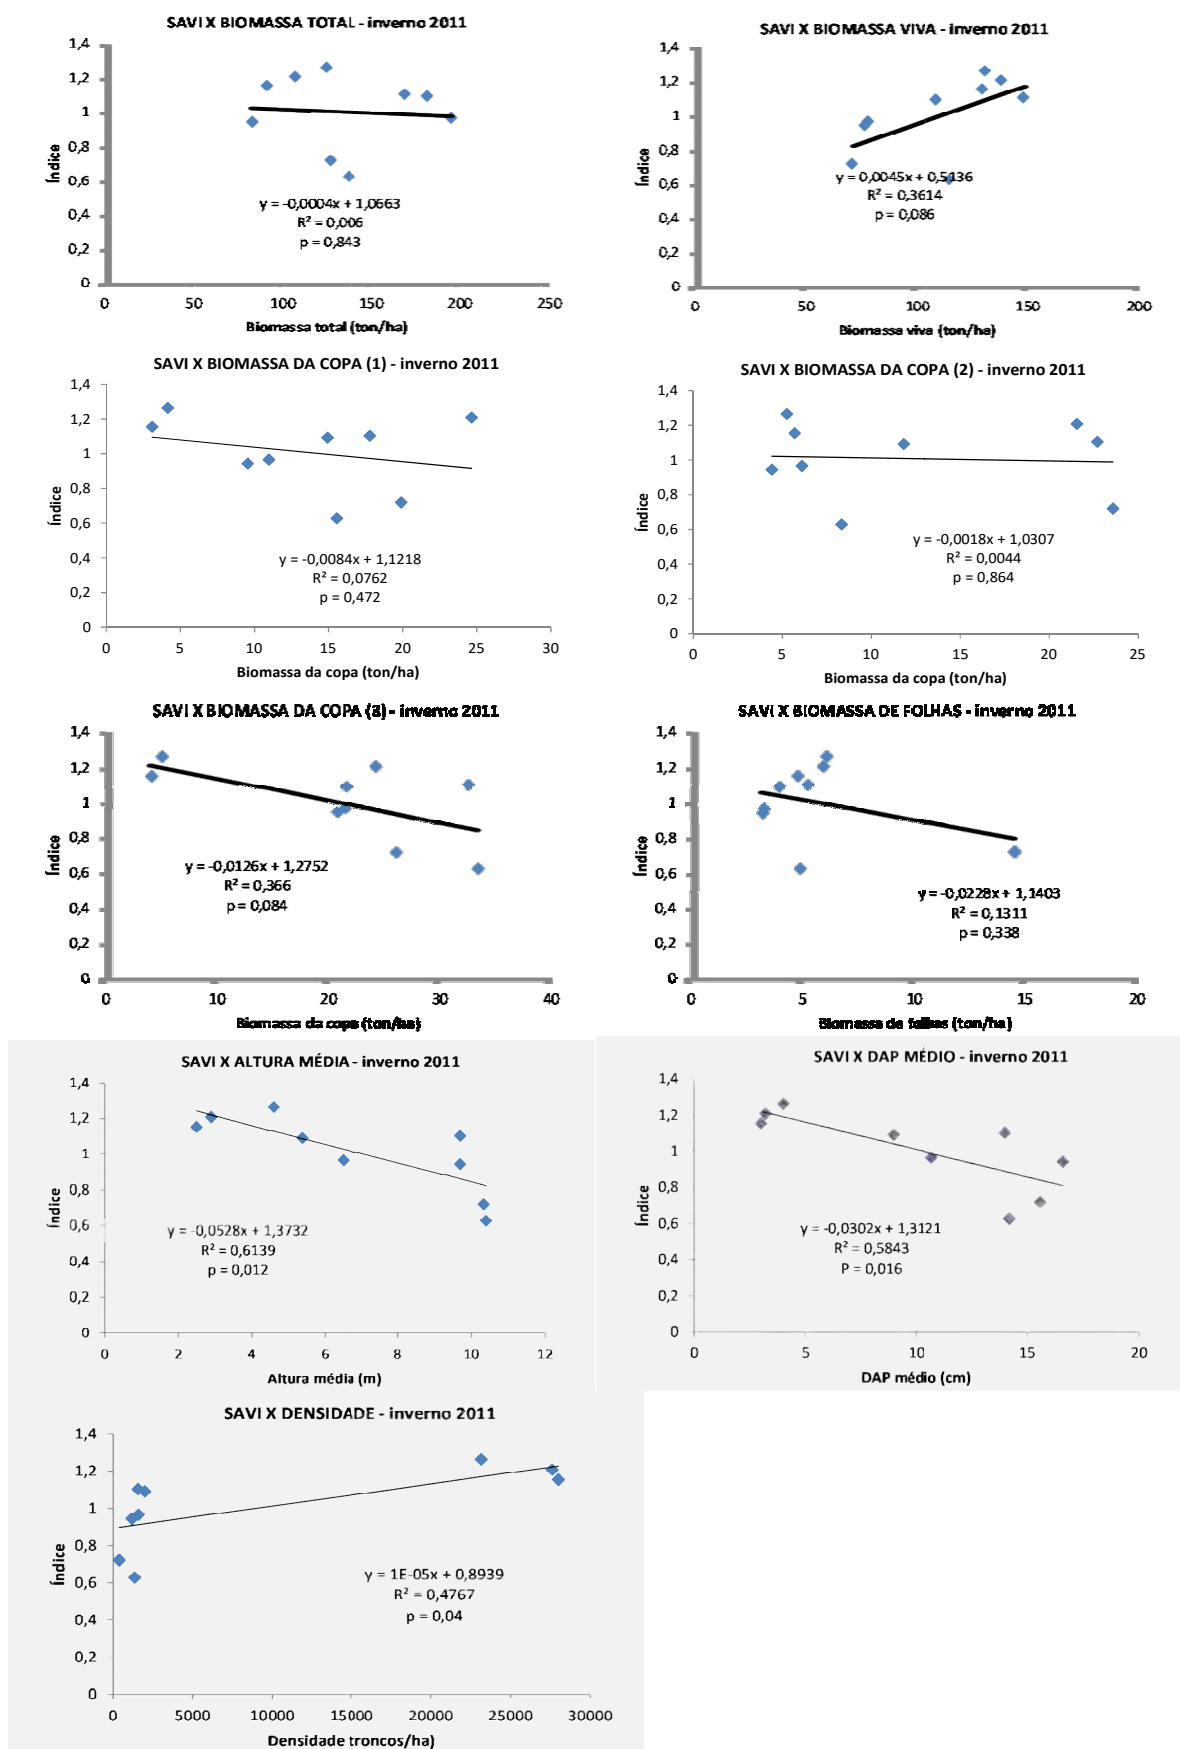 SAVI X BIOMASSA TOTAL - inverno 2011
1,4
1,2
1
0,8
0,6
0,4
0,2
0
Índice
y = -0,0004x + 1,0663
R² = 0,006
p = 0,843
0 50 100 150 200 250
Biomassa total (ton/ha)
SAVI X BIOMASSA VIVA - inverno 2011
1,4
1,2
1
0,8
0,6
0,4
0,2
0
Índice
y = 0,0045x + 0,5136
R² = 0,3614
p = 0,086
0 50 100 150 200
Biomassa viva (ton/ha)
SAVI X BIOMASSA DA COPA (1) - inverno 2011
1,4
1,2
1
0,8
0,6
0,4
0,2
0
Índice
y = -0,0084x + 1,1218
R² = 0,0762
p = 0,472
0 5 10 15 20 25 30
Biomassa da copa (ton/ha)
SAVI X BIOMASSA DA COPA (2) - inverno 2011
1,4
1,2
1
0,8
0,6
0,4
0,2
0
Índice
y = -0,0018x + 1,0307
R² = 0,0044
p = 0,864
0 5 10 15 20 25
Biomassa da copa (ton/ha)
SAVI X BIOMASSA DA COPA (3) - inverno 2011
1,4
1,2
1
0,8
0,6
0,4
0,2
0
Índice
y = -0,0126x + 1,2752
R² = 0,366
p = 0,084
0 10 20 30 40
Biomassa da copa (ton/ha)
SAVI X BIOMASSA DE FOLHAS - inverno 2011
1,4
1,2
1
0,8
0,6
0,4
0,2
0
Índice
y = -0,0228x + 1,1403
R² = 0,1311
p = 0,338
0 5 10 15 20
Biomassa de folhas (ton/ha)
SAVI X ALTURA MÉDIA - inverno 2011
1,4
1,2
1
0,8
0,6
0,4
0,2
0
Índice
y = -0,0528x + 1,3732
R² = 0,6139
p = 0,012
0 2 4 6 8 10 12
Altura média (m)
SAVI X DAP MÉDIO - inverno 2011
1,4
1,2
1
0,8
0,6
0,4
0,2
0
Índice
y = -0,0302x + 1,3121
R² = 0,5843
P = 0,016
0 5 10 15 20
DAP médio (cm)
SAVI X DENSIDADE - inverno 2011
1,4
1,2
1
0,8
0,6
0,4
0,2
0
Índice
y = 1E-05x + 0,8939
R² = 0,4767
p = 0,04
0 5000 10000 15000 20000 25000 30000
Densidade troncos/ha)